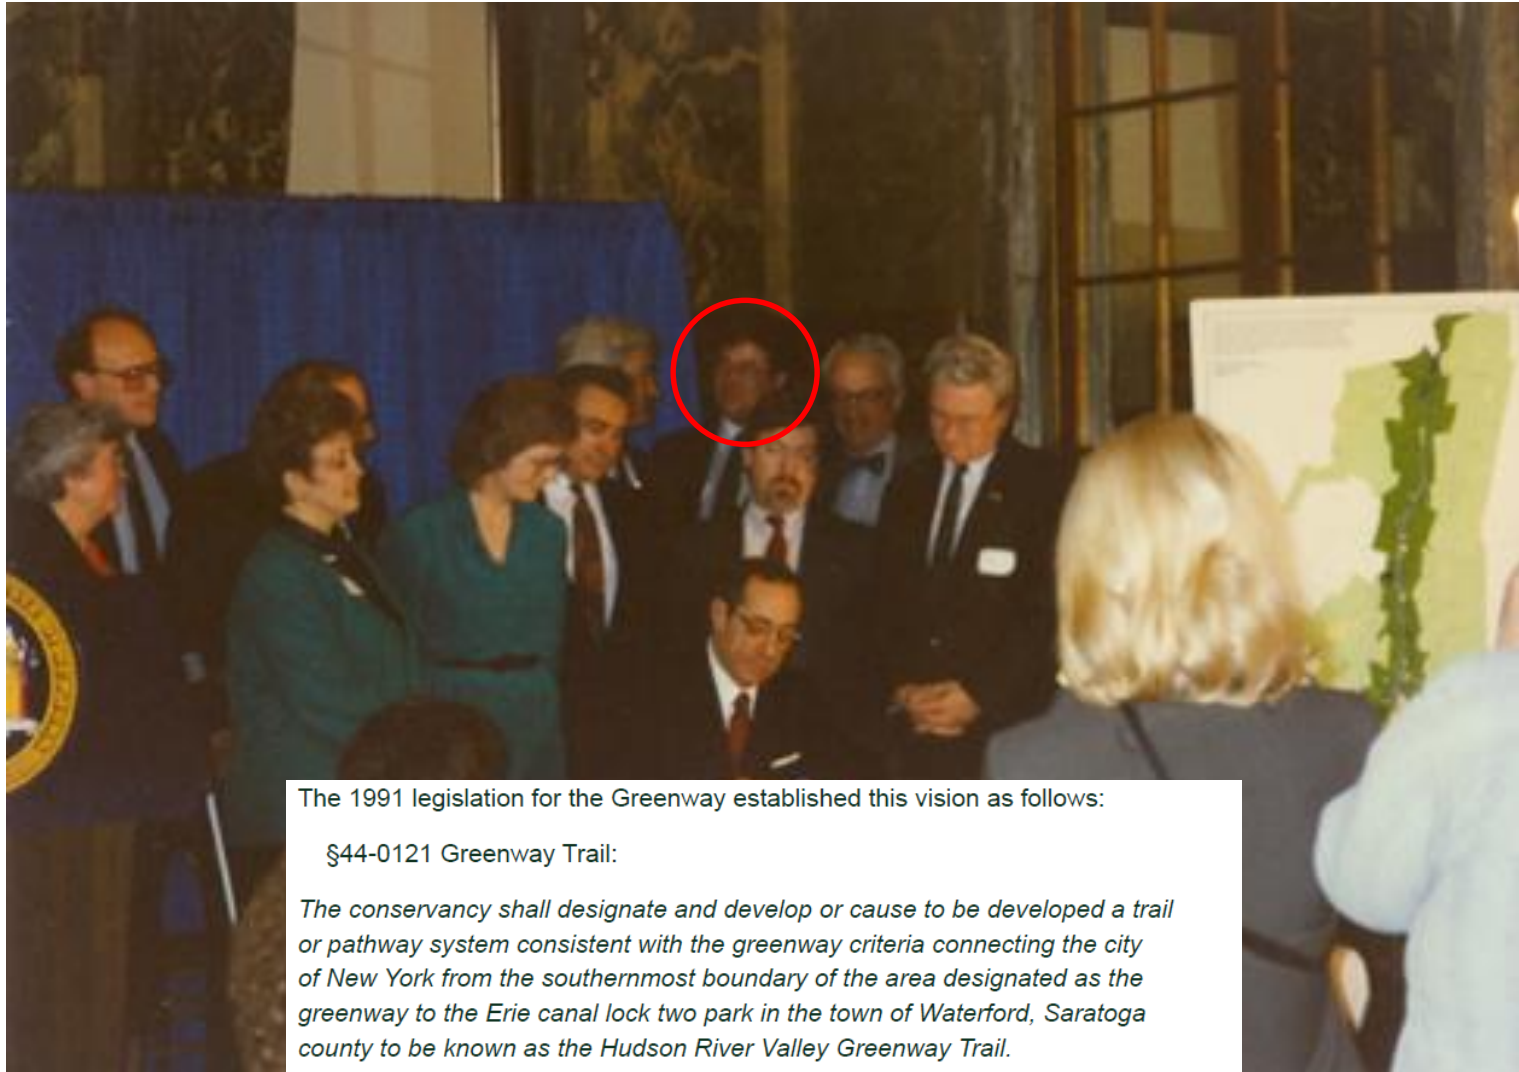 The 1991 legislation for the Greenway established this vision as follows:
§44-0121 Greenway Trail:
The conservancy shall designate and develop or cause to be developed a trail
or pathway system consistent with the greenway criteria connecting the city
of New York from the southernmost boundary of the area designated as the
greenway to the Erie canal lock two park in the town of Waterford, Saratoga
county to be known as the Hudson River Valley Greenway Trail.